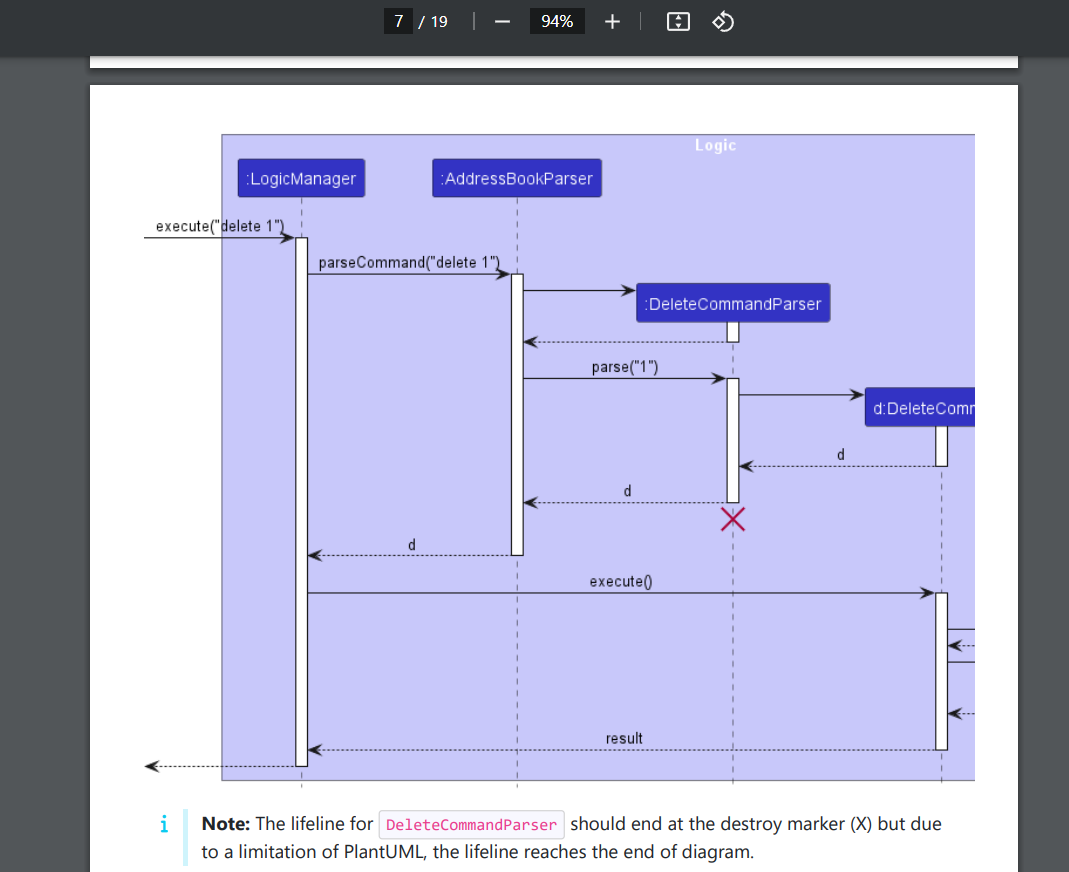 7 / 19
94%
Logic
:LogicManager
:AddressBookParser
execute("delete 1")
parseCommand("delete 1")
:DeleteCommandParser
parse("1")
d:DeleteComm
d
d
d
execute()
result
i
Note: The lifeline for DeleteCommandParser should end at the destroy marker (X) but due
to a limitation of PlantUML, the lifeline reaches the end of diagram.